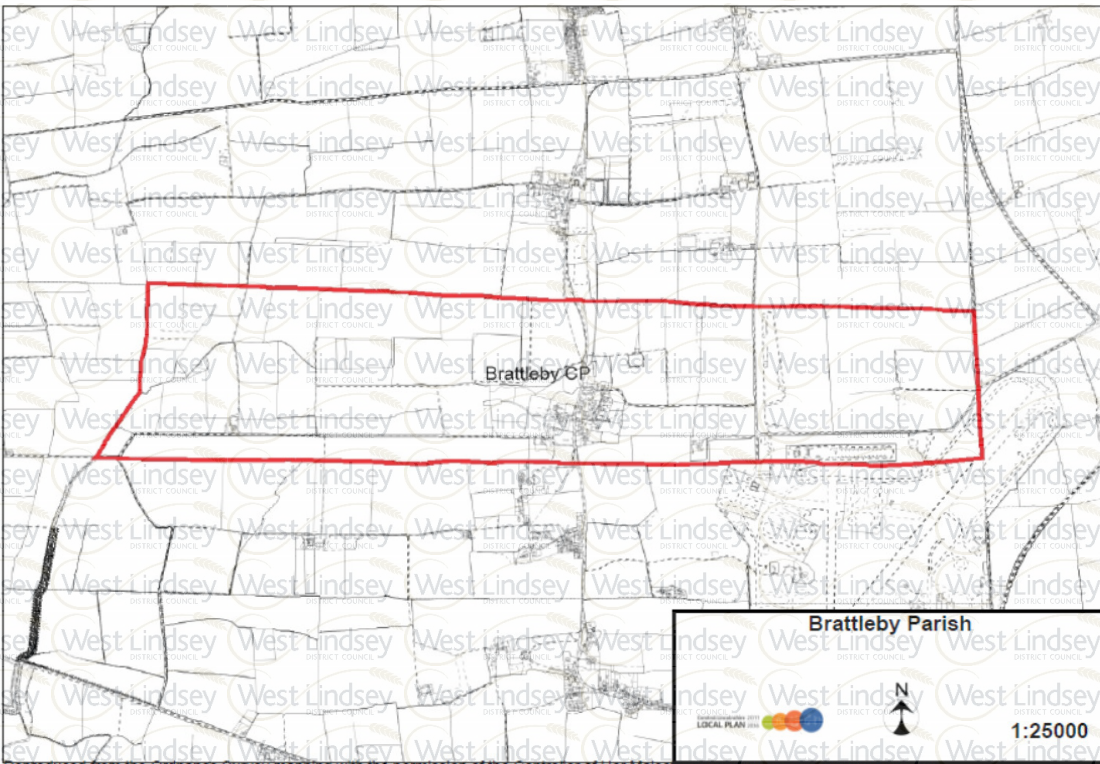 West Lindsey
DISTRICT COUNCIL
Brattleby CP
Brattleby Parish
N
LOCAL PLAN
1:25000